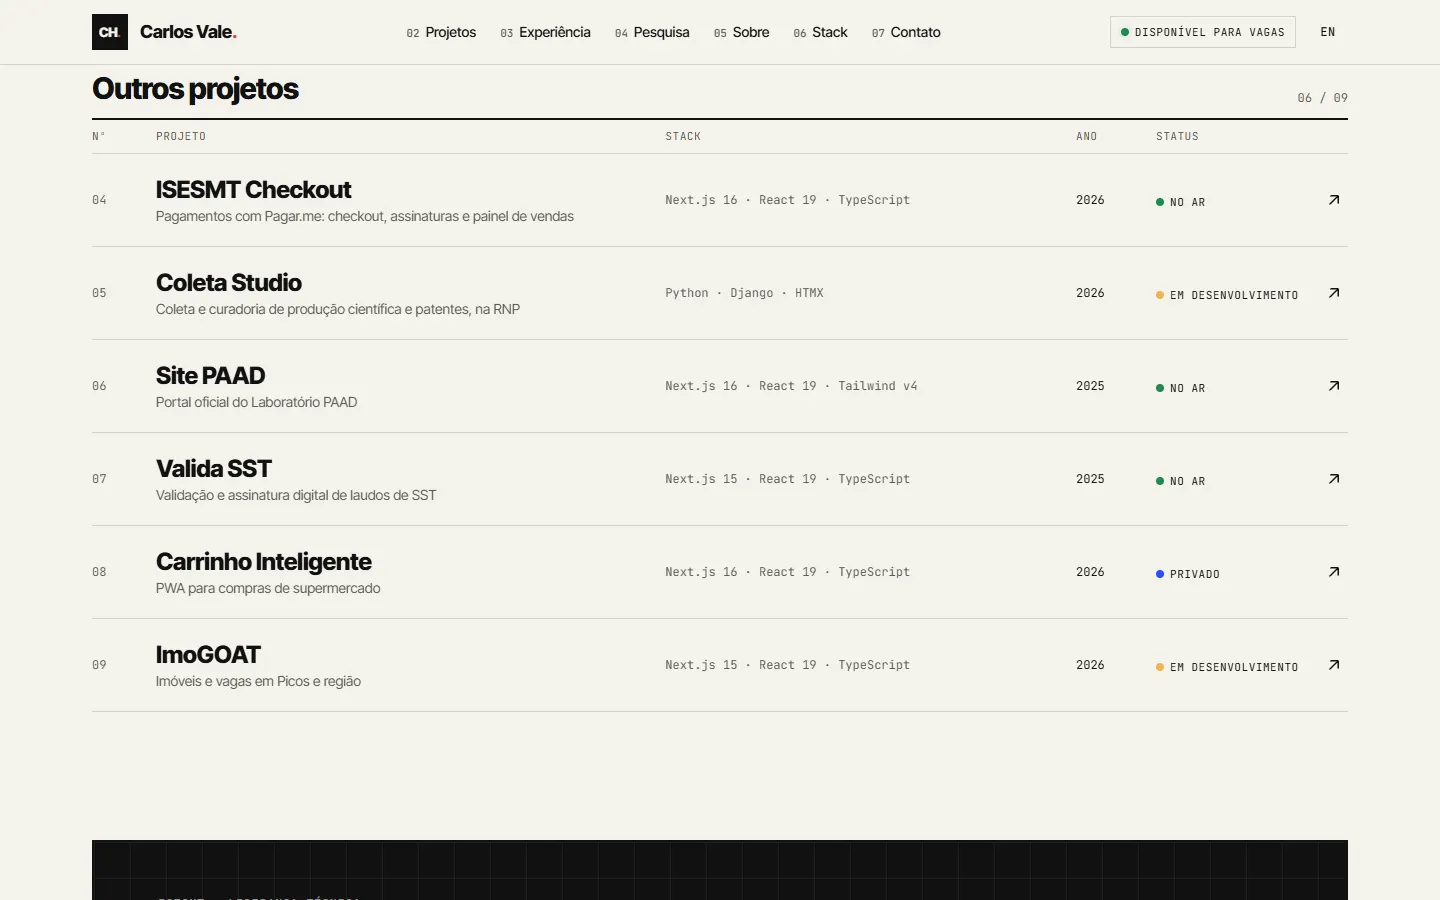 CH. Carlos Vale. 02 Projetos 03 Experiência 04 Pesquisa 05 Sobre 06 Stack 07 Contato DISPONÍVEL PARA VAGAS EN
Outros projetos 06 / 09
Nº PROJETO STACK ANO STATUS
04 ISESMT Checkout Next.js 16 · React 19 · TypeScript 2026 NO AR
Pagamentos com Pagar.me: checkout, assinaturas e painel de vendas
05 Coleta Studio Python · Django · HTMX 2026 EM DESENVOLVIMENTO
Coleta e curadoria de produção científica e patentes, na RNP
06 Site PAAD Next.js 16 · React 19 · Tailwind v4 2025 NO AR
Portal oficial do Laboratório PAAD
07 Valida SST Next.js 15 · React 19 · TypeScript 2025 NO AR
Validação e assinatura digital de laudos de SST
08 Carrinho Inteligente Next.js 16 · React 19 · TypeScript 2026 PRIVADO
PWA para compras de supermercado
09 ImoGOAT Next.js 15 · React 19 · TypeScript 2026 EM DESENVOLVIMENTO
Imóveis e vagas em Picos e região